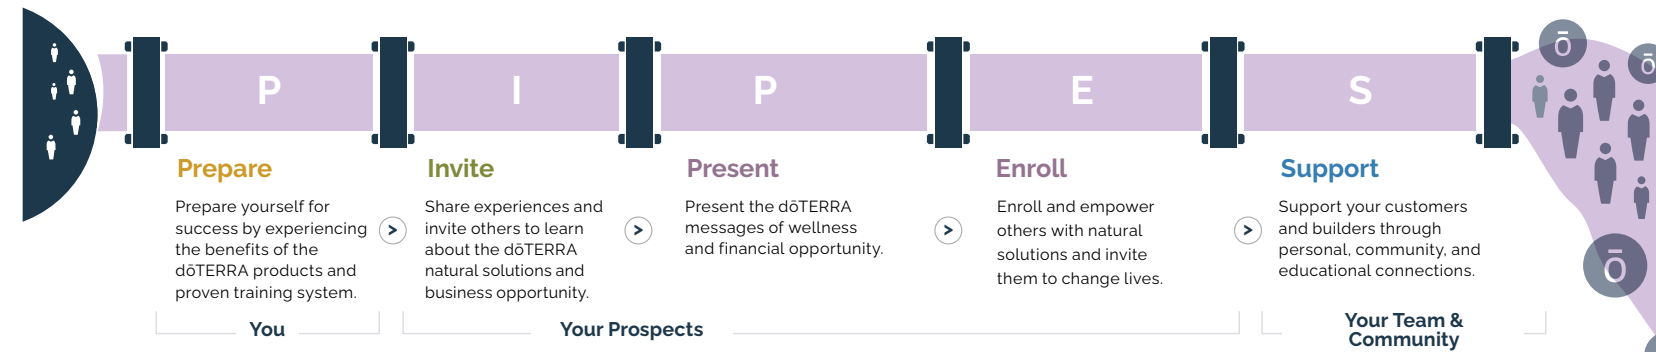 ō
ō
P
I
P
E
S
Prepare
Invite
Present
Enroll
Support
Prepare yourself for
success by experiencing
the benefits of the
dōTERRA products and
proven training system.
>
Share experiences and
invite others to learn
about the dōTERRA
natural solutions and
business opportunity.
>
Present the dōTERRA
messages of wellness
and financial opportunity.
>
Enroll and empower
others with natural
solutions and invite
them to change lives.
>
Support your customers
and builders through
personal, community, and
educational connections.
ō
You
Your Prospects
Your Team &
Community